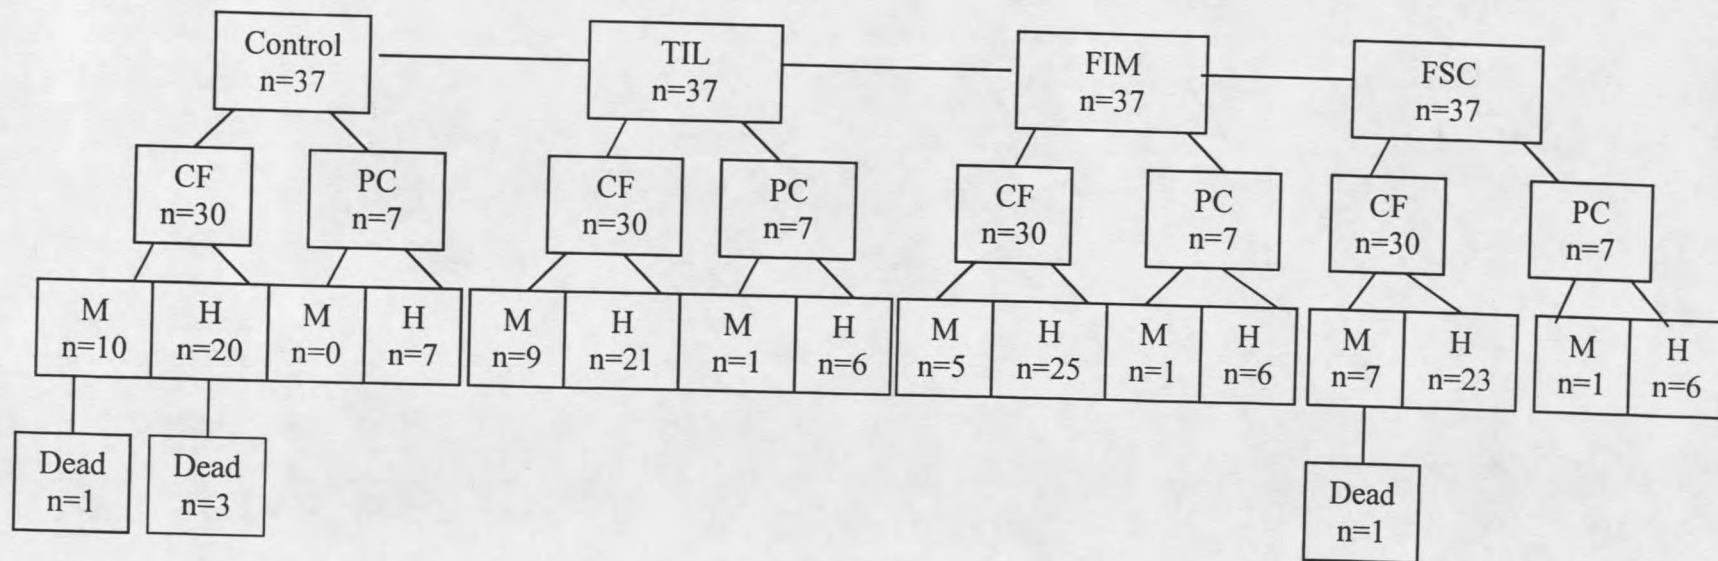 Control
n=37
TIL
n=37
FIM
n=37
FSC
n=37
CF
n=30
PC
n=7
CF
n=30
PC
n=7
CF
n=30
PC
n=7
CF
n=30
PC
n=7
M
n=10
H
n=20
M
n=0
H
n=7
M
n=9
H
n=21
M
n=1
H
n=6
M
n=5
H
n=25
M
n=1
H
n=6
M
n=7
H
n=23
M
n=1
H
n=6
Dead
n=1
Dead
n=3
Dead
n=1